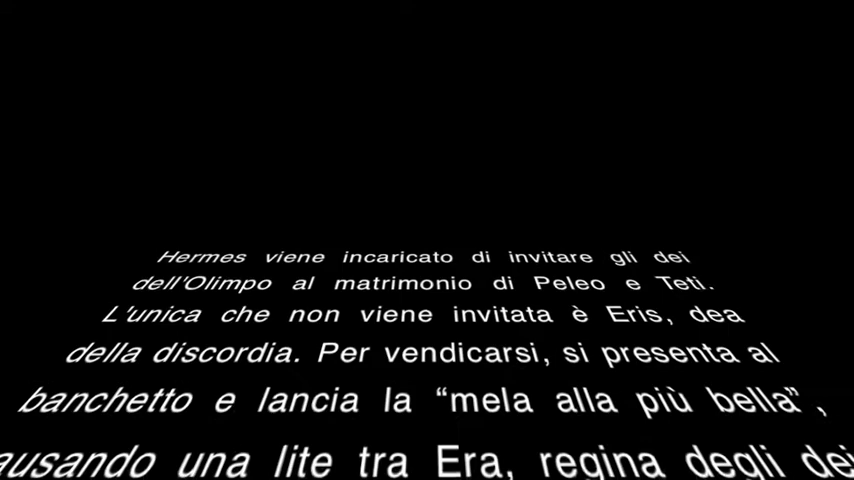 Hermes viene incaricato di invitare gli dei
dell'Olimpo al matrimonio di Peleo e Teti.
L'unica che non viene invitata è Eris, dea
della discordia. Per vendicarsi, si presenta al
banchetto e lancia la “mela alla più bella”,
ausando una lite tra Era, regina degli dei